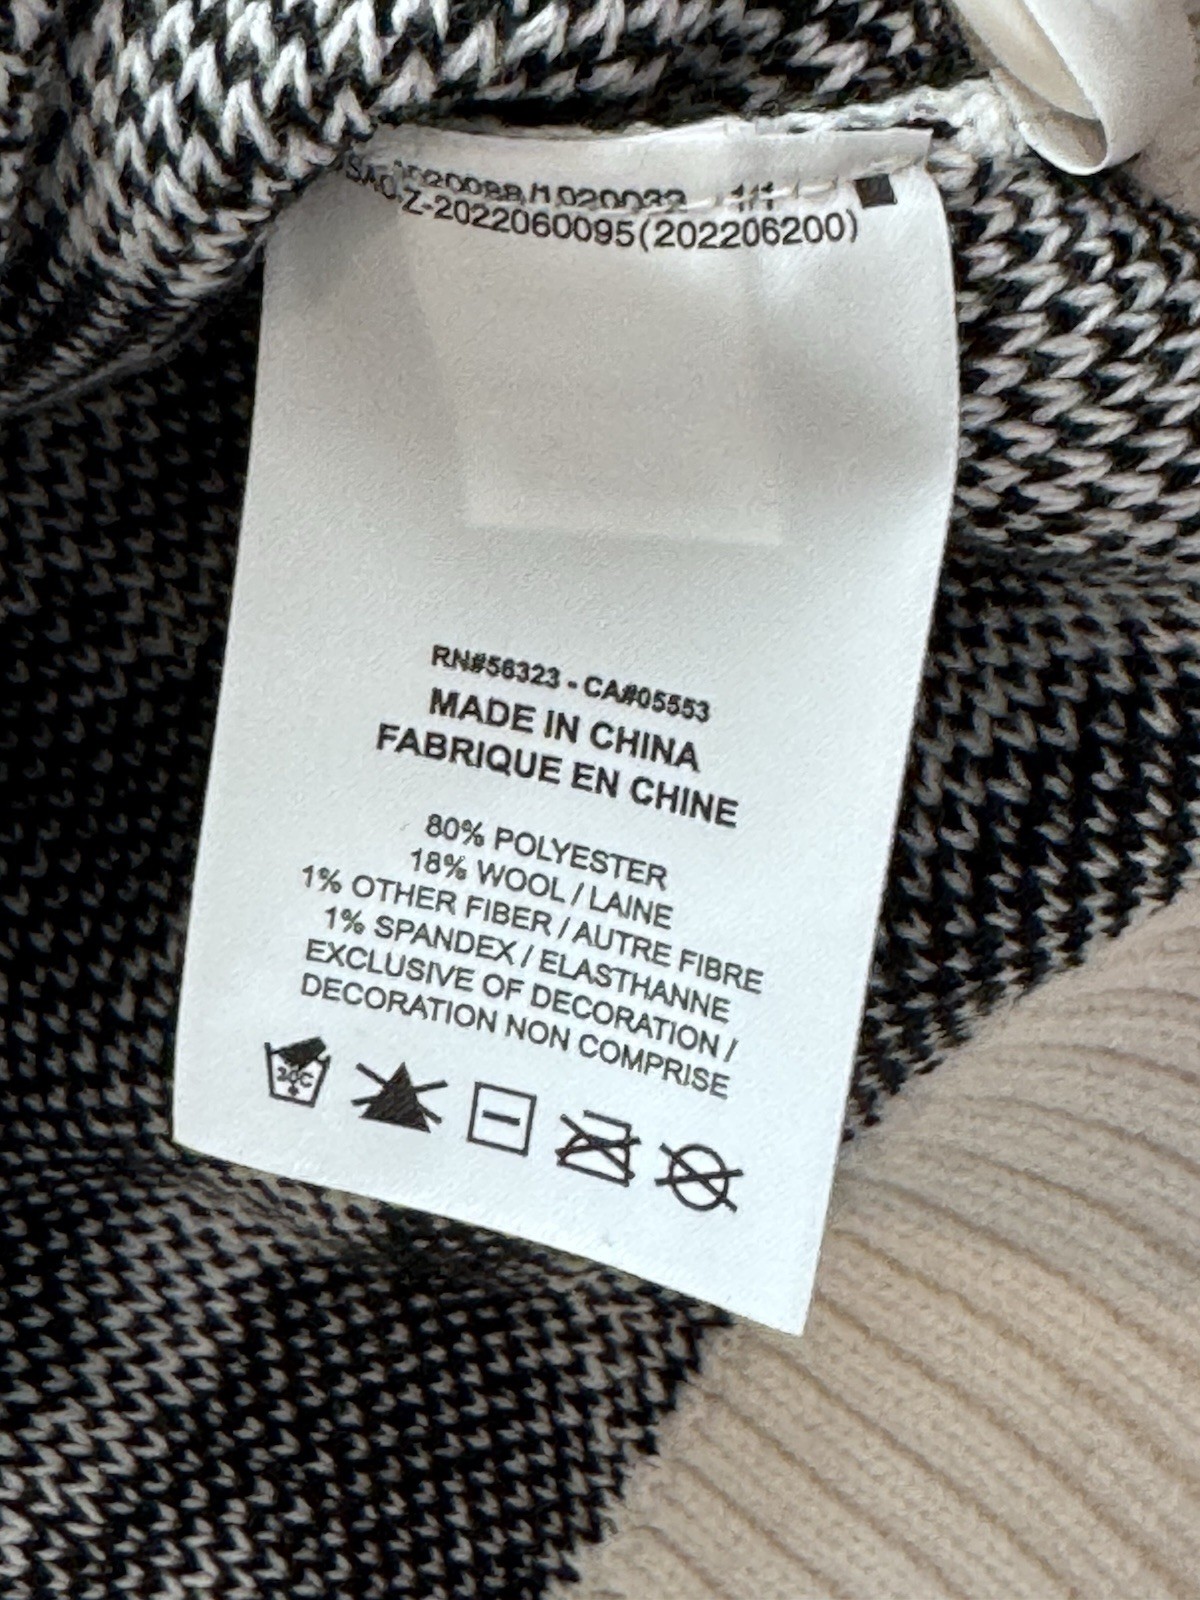 Z-2022060095(202206200)
RN#56323 - CA#05553
MADE IN CHINA
FABRIQUE EN CHINE
80% POLYESTER
18% WOOL / LAINE
1% OTHER FIBER / AUTRE FIBRE
1% SPANDEX / ELASTHANNE
EXCLUSIVE OF DECORATION /
DECORATION NON COMPRISE